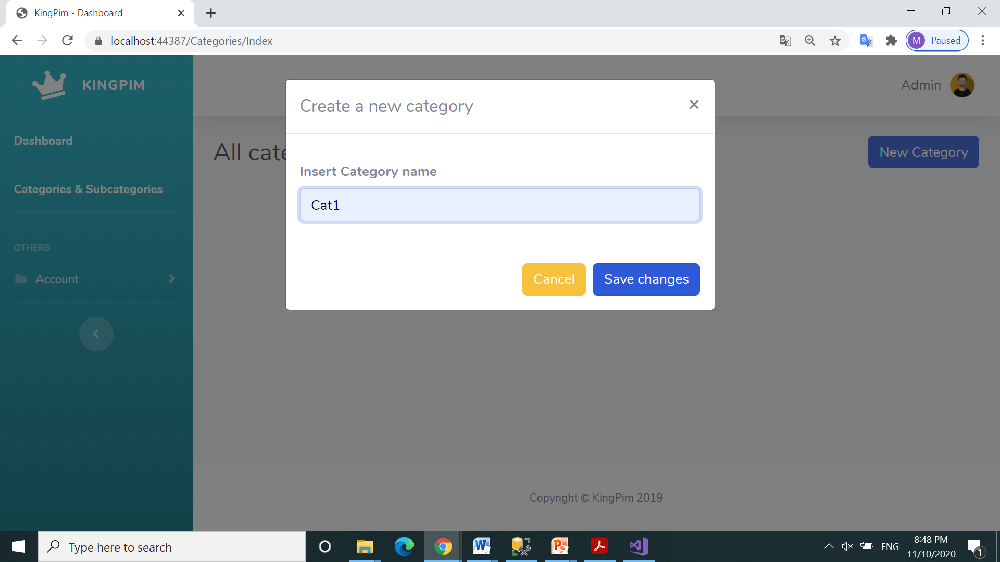 KingPim - Dashboard
localhost:44387/Categories/Index
M Paused
KINGPIM
Admin
Create a new category
Dashboard
All cate
New Category
Insert Category name
Categories & Subcategories
Cat1
OTHERS
Account
Cancel
Save changes
Copyright © KingPim 2019
Type here to search
ENG
8:48 PM
11/10/2020
1